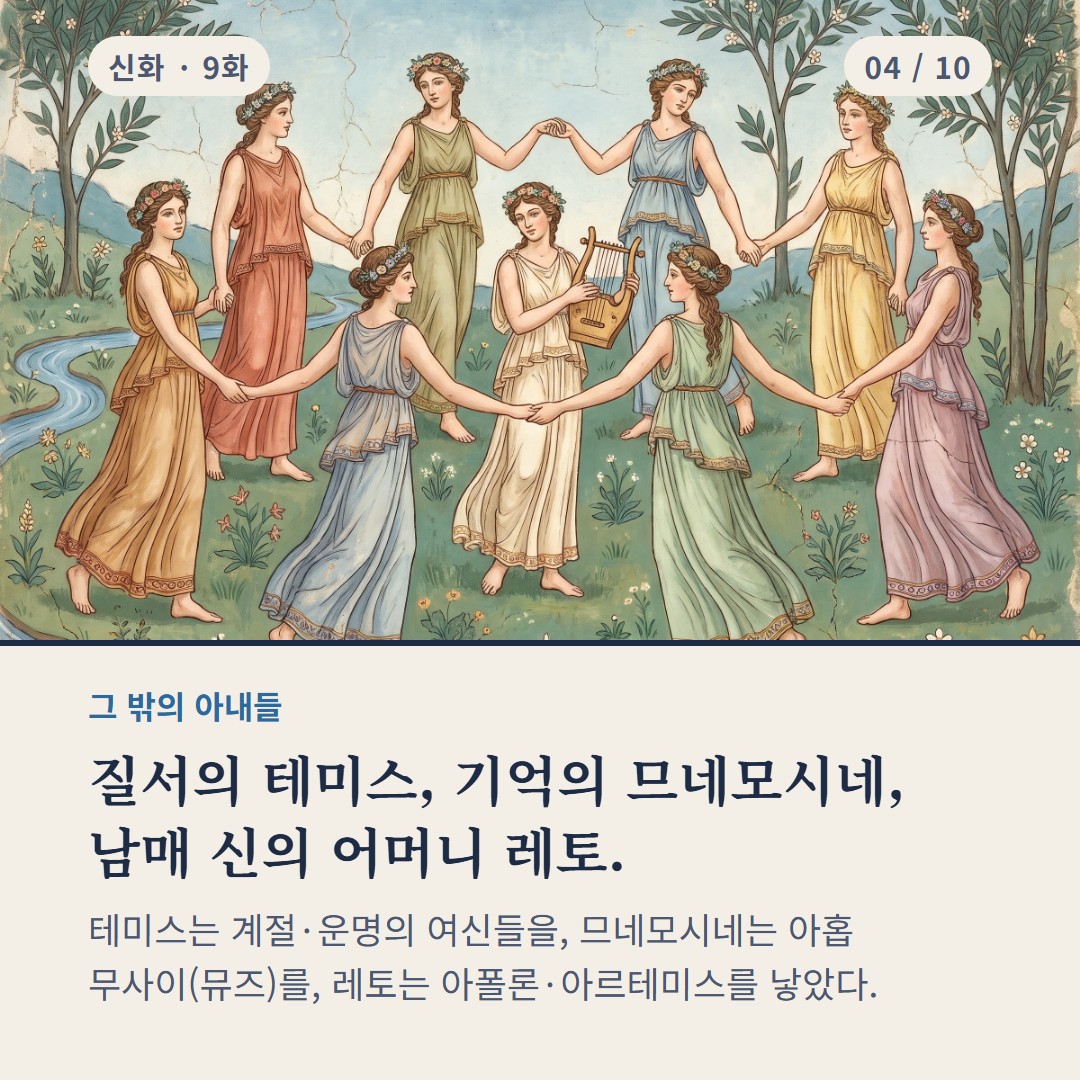 신화 · 9화
04 / 10
그 밖의 아내들
질서의 테미스, 기억의 므네모시네,
남매 신의 어머니 레토.
테미스는 계절·운명의 여신들을, 므네모시네는 아홉
무사이(뮤즈)를, 레토는 아폴론·아르테미스를 낳았다.